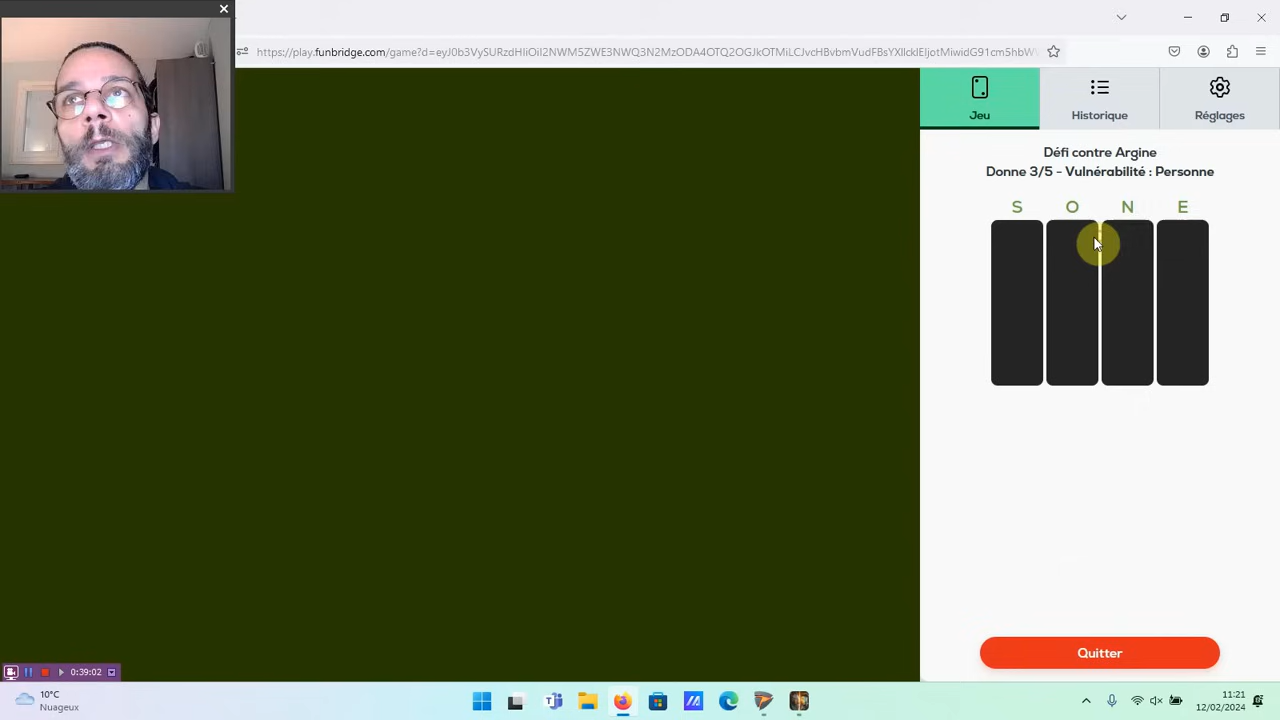 https://play.funbridge.com/game?d=
Jeu
Historique
Réglages
Défi contre Argine
Donne 3/5 - Vulnérabilité : Personne
S O N E
Quitter
0:39:02
10°C
Nuageux
11:21
12/02/2024